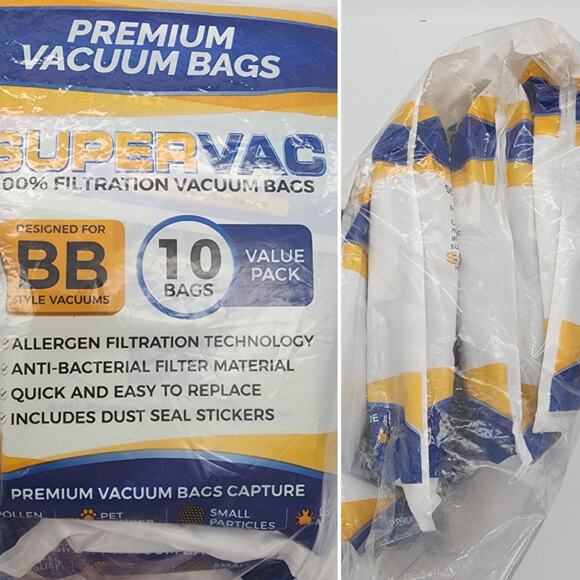 PREMIUM
VACUUM BAGS
SUPERVAC
00% FILTRATION VACUUM BAGS
DESIGNED FOR
BB
STYLE VACUUMS
10
BAGS
VALUE
PACK
ALLERGEN FILTRATION TECHNOLOGY
ANTI-BACTERIAL FILTER MATERIAL
QUICK AND EASY TO REPLACE
INCLUDES DUST SEAL STICKERS
PREMIUM VACUUM BAGS CAPTURE
POLLEN
PET
SMALL
PARTICLES